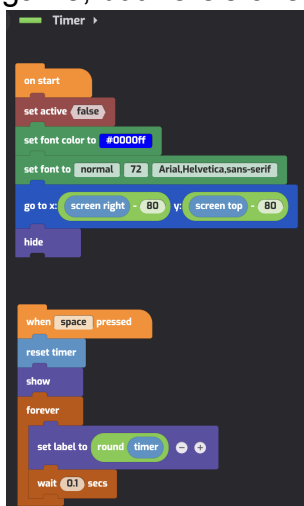 Timer
on start
set active false
set font color to #0000ff
set font to normal 72 Arial,Helvetica,sans-serif
go to x: screen right - 80 y: screen top - 80
hide
when space pressed
reset timer
show
forever
set label to round timer - +
wait 0.1 secs